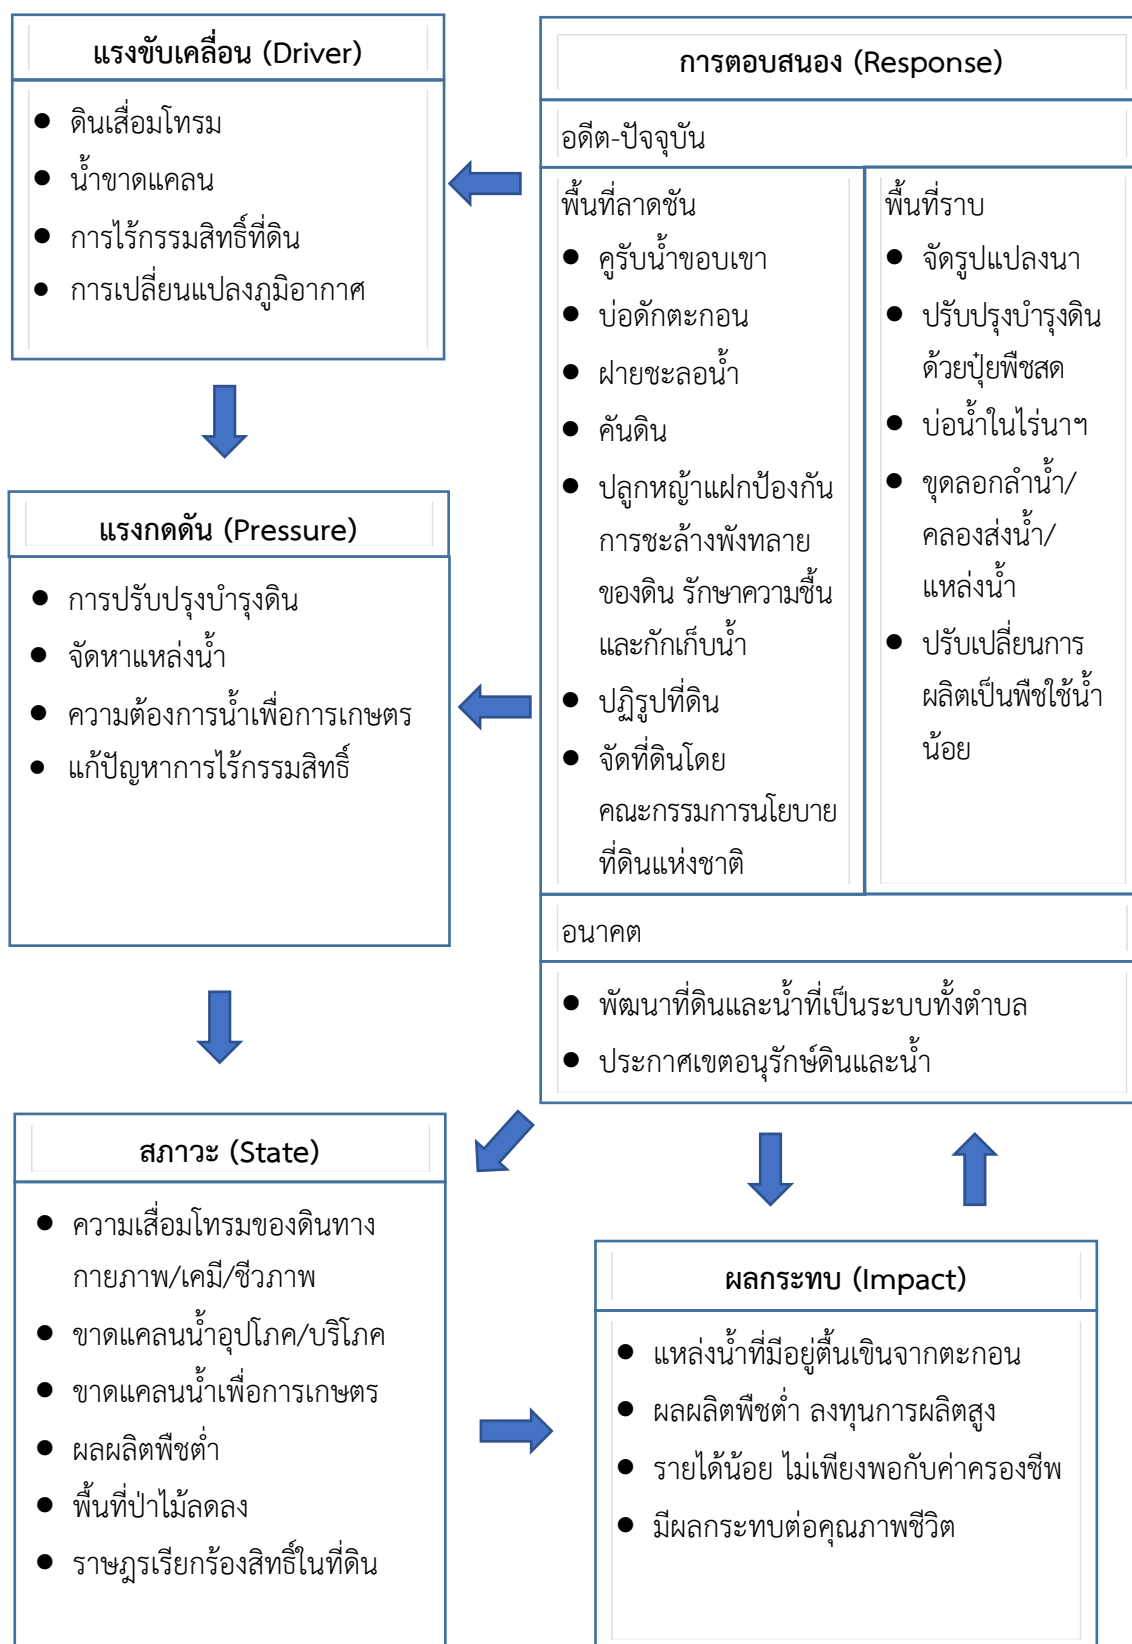 แรงขับเคลื่อน (Driver)
● ดินเสื่อมโทรม
● น้ำขาดแคลน
● การไร้กรรมสิทธิ์ที่ดิน
● การเปลี่ยนแปลงภูมิอากาศ
แรงกดดัน (Pressure)
● การปรับปรุงบำรุงดิน
● จัดหาแหล่งน้ำ
● ความต้องการน้ำเพื่อการเกษตร
● แก้ปัญหาการไร้กรรมสิทธิ์
สภาวะ (State)
● ความเสื่อมโทรมของดินทาง
กายภาพ/เคมี/ชีวภาพ
● ขาดแคลนน้ำอุปโภค/บริโภค
● ขาดแคลนน้ำเพื่อการเกษตร
● ผลผลิตพืชต่ำ
● พื้นที่ป่าไม้ลดลง
● ราษฎรเรียกร้องสิทธิ์ในที่ดิน
การตอบสนอง (Response)
อดีต-ปัจจุบัน
พื้นที่ลาดชัน
● คูรับน้ำขอบเขา
● บ่อดักตะกอน
● ฝายชะลอน้ำ
● คันดิน
● ปลูกหญ้าแฝกป้องกัน
การชะล้างพังทลาย
ของดิน รักษาความชื้น
และกักเก็บน้ำ
● ปฏิรูปที่ดิน
● จัดที่ดินโดย
คณะกรรมการนโยบาย
ที่ดินแห่งชาติ
พื้นที่ราบ
● จัดรูปแปลงนา
● ปรับปรุงบำรุงดิน
ด้วยปุ๋ยพืชสด
● บ่อน้ำในไร่นาฯ
● ขุดลอกลำน้ำ/
คลองส่งน้ำ/
แหล่งน้ำ
● ปรับเปลี่ยนการ
ผลิตเป็นพืชใช้น้ำ
น้อย
อนาคต
● พัฒนาที่ดินและน้ำที่เป็นระบบทั้งตำบล
● ประกาศเขตอนุรักษ์ดินและน้ำ
ผลกระทบ (Impact)
● แหล่งน้ำที่มีอยู่ตื้นเขินจากตะกอน
● ผลผลิตพืชต่ำ ลงทุนการผลิตสูง
● รายได้น้อย ไม่เพียงพอกับค่าครองชีพ
● มีผลกระทบต่อคุณภาพชีวิต